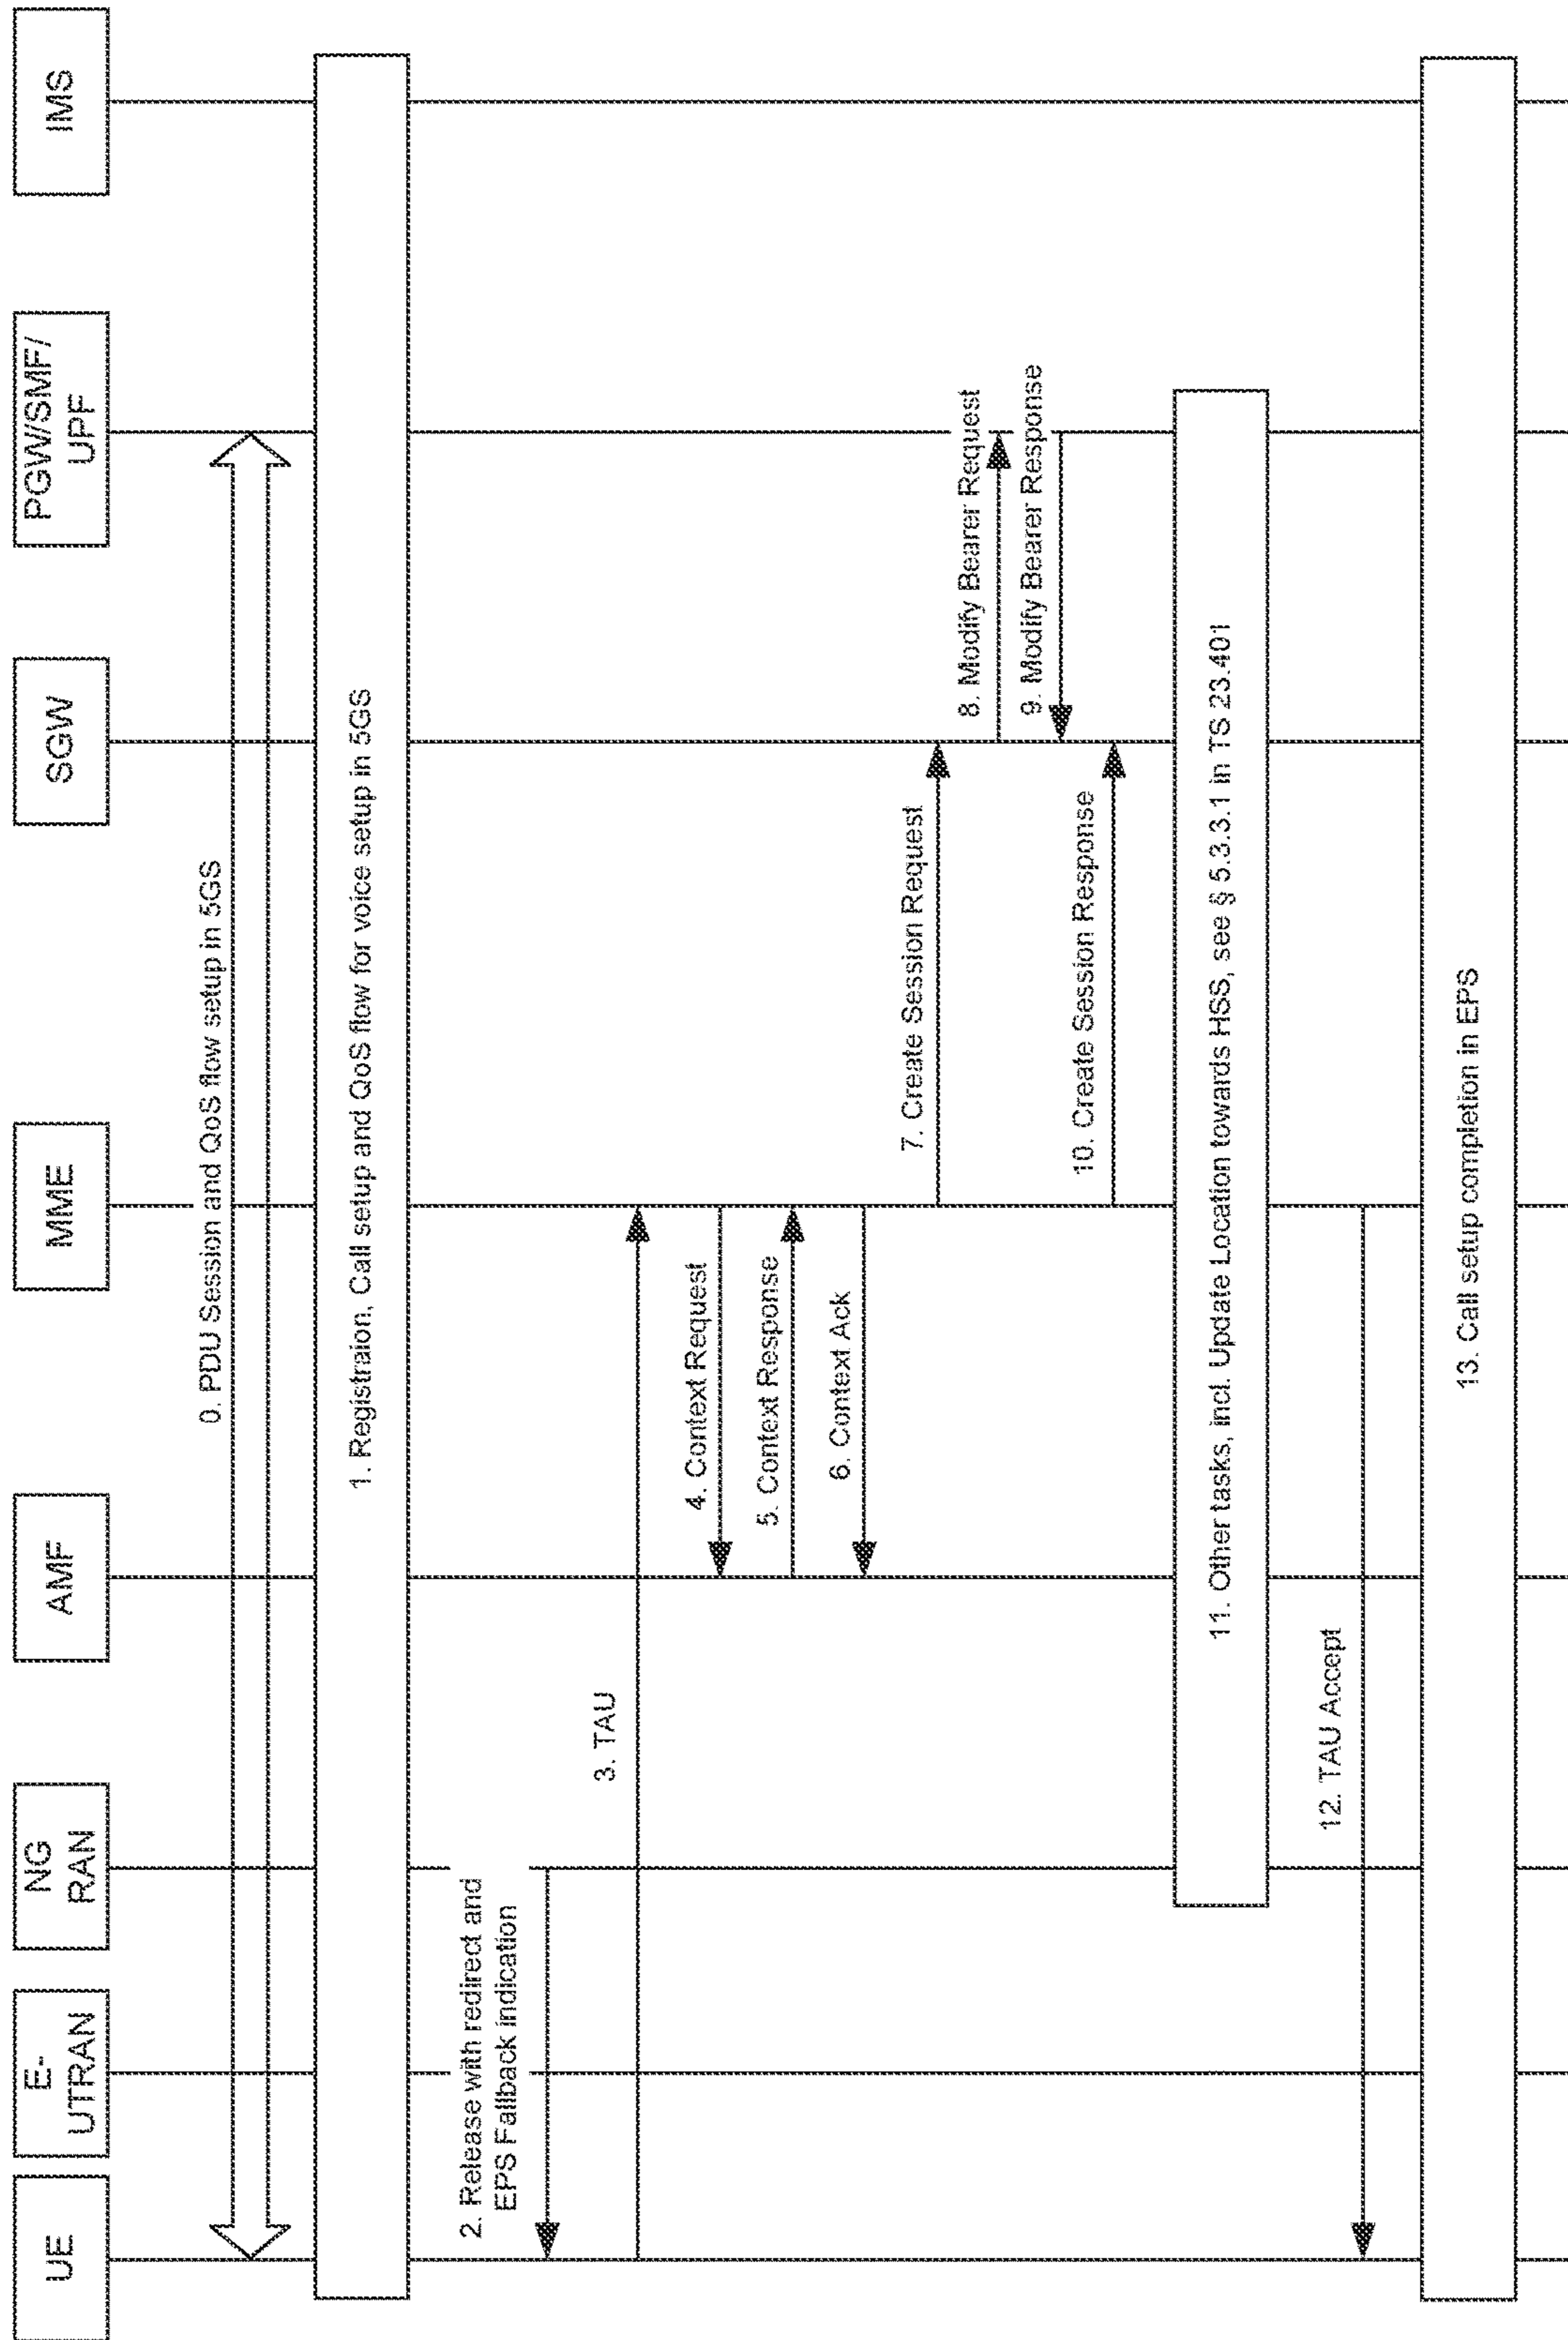 UE
E-
UTRAN
NG
RAN
AMF
MME
SGW
PGW/SMF/
UPF
IMS
0. PDU Session and QoS flow setup in 5GS
1. Registraion, Call setup and QoS flow for voice setup in 5GS
2. Release with redirect and
EPS Fallback indication
3. TAU
4. Context Request
5. Context Response
6. Context Ack
7. Create Session Request
8. Modify Bearer Request
9. Modify Bearer Response
10. Create Session Response
11. Other tasks, incl. Update Location towards HSS, see § 5.3.3.1 in TS 23.401
12. TAU Accept
13. Call setup completion in EPS